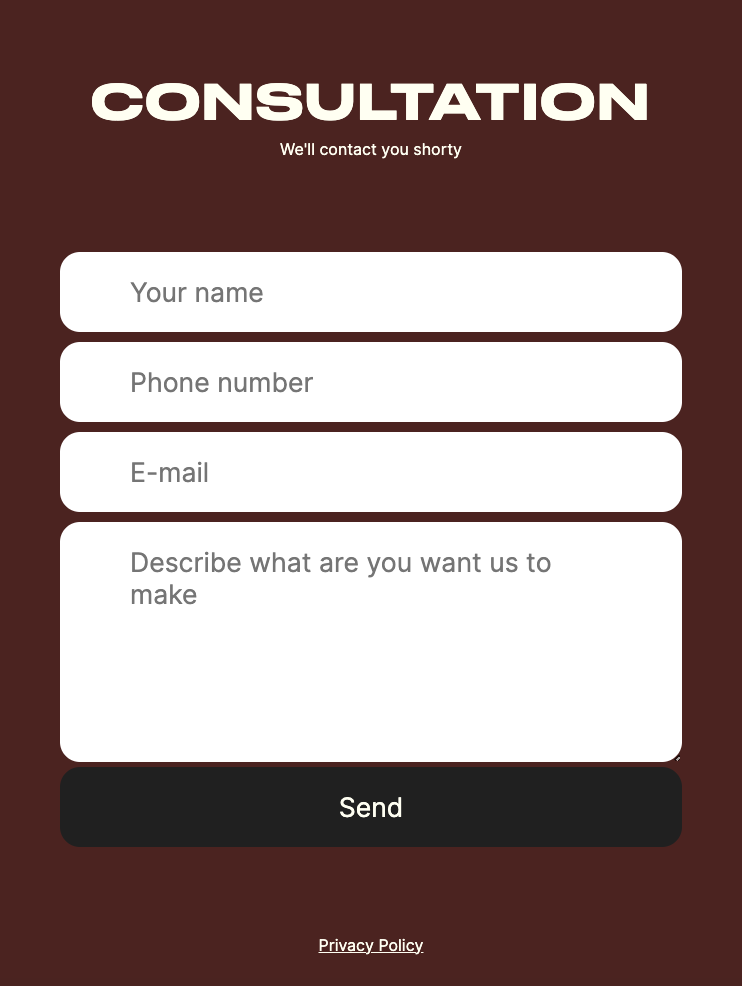 CONSULTATION
We'll contact you shorty
Your name
Phone number
E-mail
Describe what are you want us to
make
Send
Privacy Policy